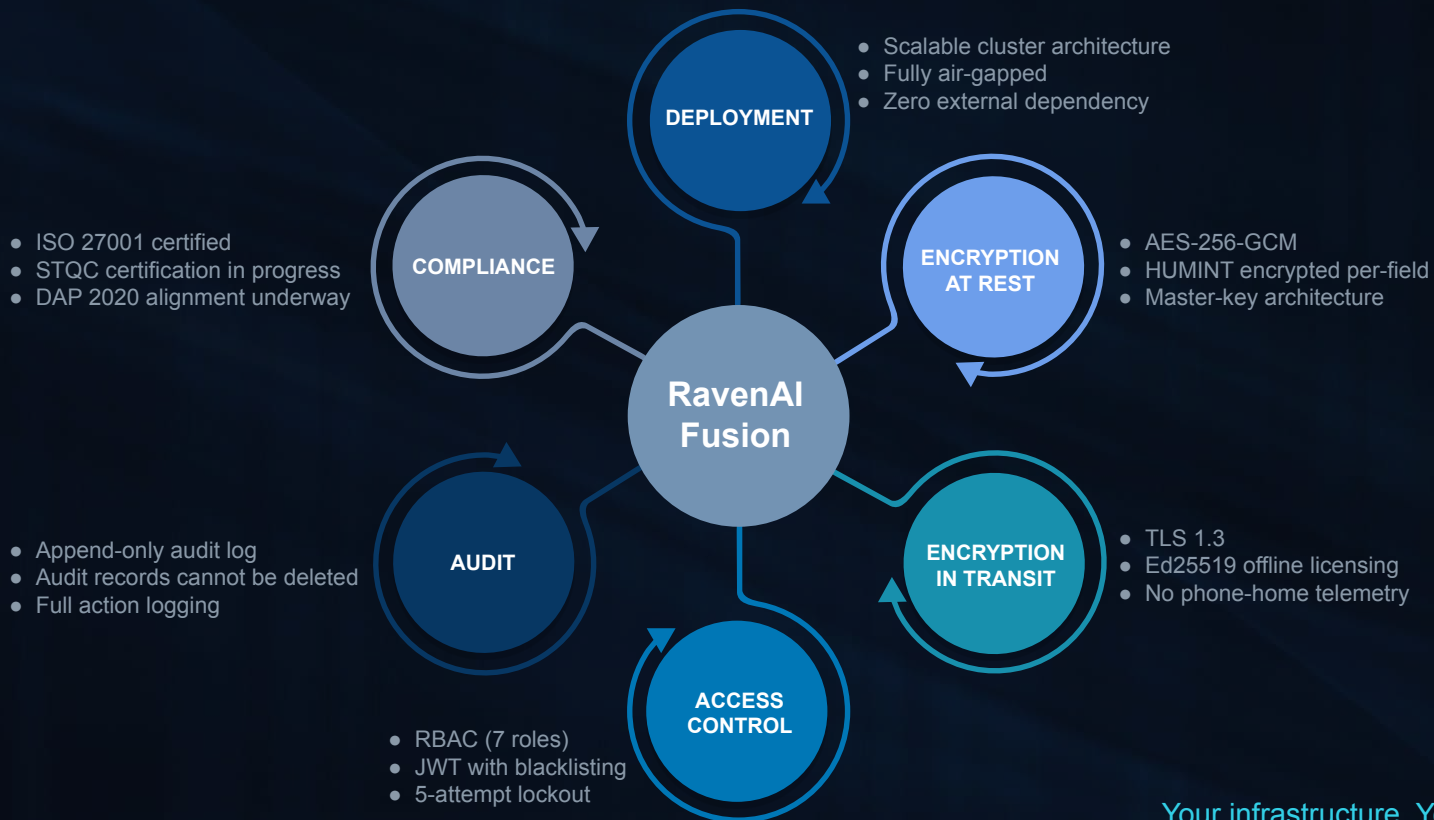 DEPLOYMENT
● Scalable cluster architecture
● Fully air-gapped
● Zero external dependency
ENCRYPTION
AT REST
● AES-256-GCM
● HUMINT encrypted per-field
● Master-key architecture
COMPLIANCE
● ISO 27001 certified
● STQC certification in progress
● DAP 2020 alignment underway
RavenAI
Fusion
AUDIT
● Append-only audit log
● Audit records cannot be deleted
● Full action logging
ENCRYPTION
IN TRANSIT
● TLS 1.3
● Ed25519 offline licensing
● No phone-home telemetry
ACCESS
CONTROL
● RBAC (7 roles)
● JWT with blacklisting
● 5-attempt lockout
Your infrastructure.